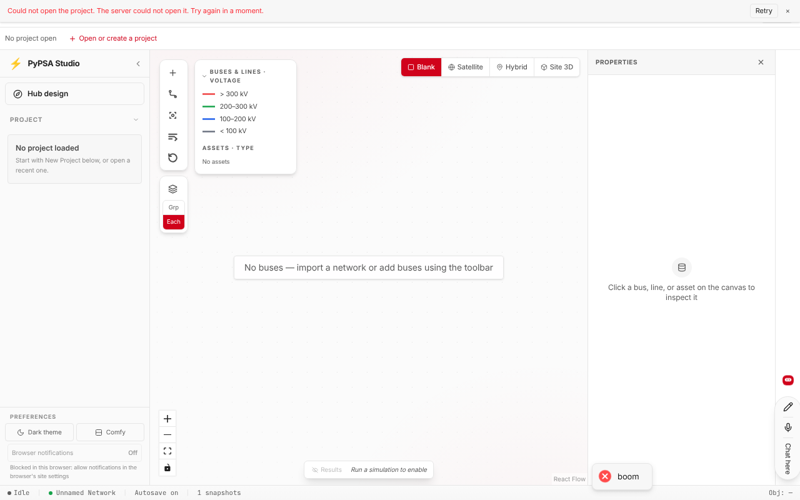 Could not open the project. The server could not open it. Try again in a moment.
Retry
×
No project open
+ Open or create a project
PyPSA Studio
Hub design
PROJECT
No project loaded
Start with New Project below, or open a
recent one.
PREFERENCES
Dark theme
Comfy
Browser notifications
Off
Blocked in this browser: allow notifications in the
browser's site settings
BUSES & LINES ·
VOLTAGE
> 300 kV
200–300 kV
100–200 kV
< 100 kV
ASSETS · TYPE
No assets
Grp
Each
Blank
Satellite
Hybrid
Site 3D
No buses — import a network or add buses using the toolbar
Results
Run a simulation to enable
React Flow
PROPERTIES
Click a bus, line, or asset on the canvas to
inspect it
Chat here
boom
Idle
Unnamed Network
Autosave on
1 snapshots
Obj: —